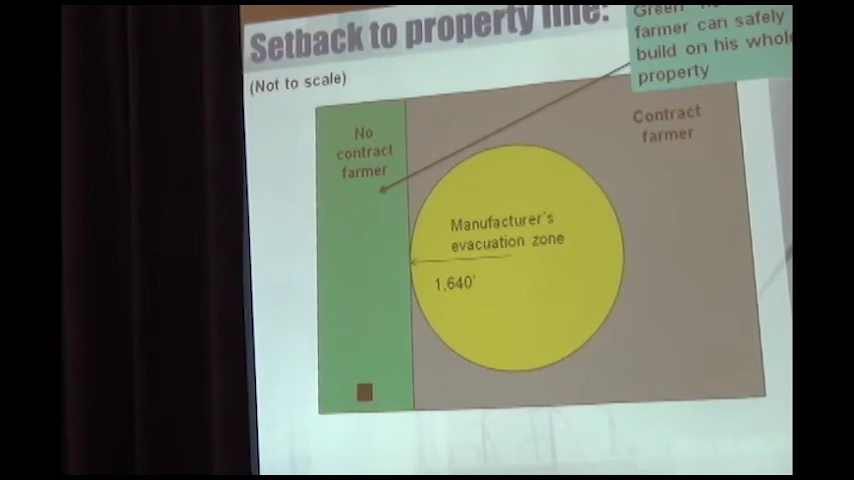 Setback to property line:
(Not to scale)
Green
farmer can safely
build on his whole
property
No
contract
farmer
Contract
farmer
Manufacturer's
evacuation zone
1,640'